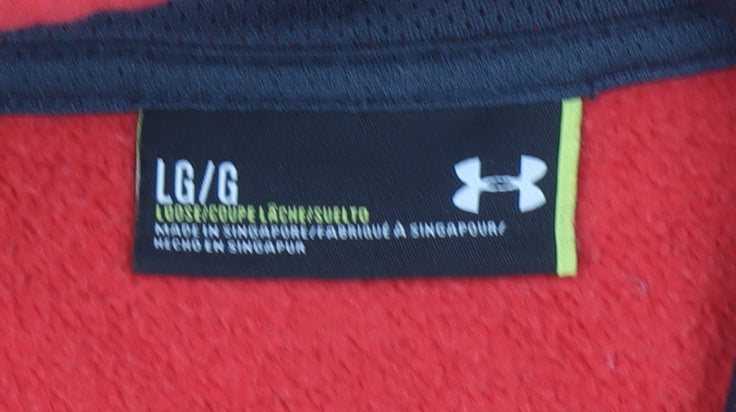 LG/G
LOOSE/COUPE LÂCHE/SUELTO
MADE IN SINGAPORE/FABRIQUÉ À SINGAPOUR/
HECHO EN SINGAPUR